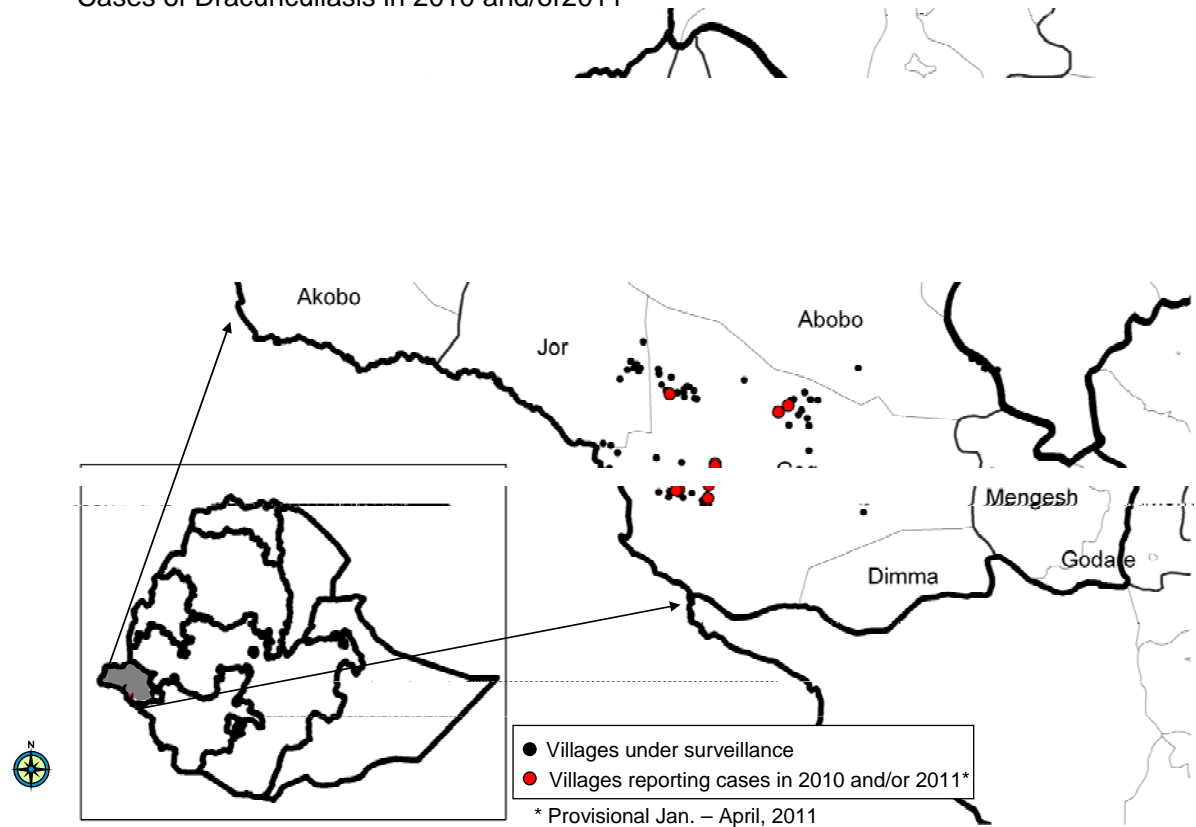 Cases of Dracunculiasis in 2010 and/or2011
Akobo
Abobo
Jor
Mengesh
Godare
Dimma
N
Villages under surveillance
Villages reporting cases in 2010 and/or 2011*
* Provisional Jan. – April, 2011